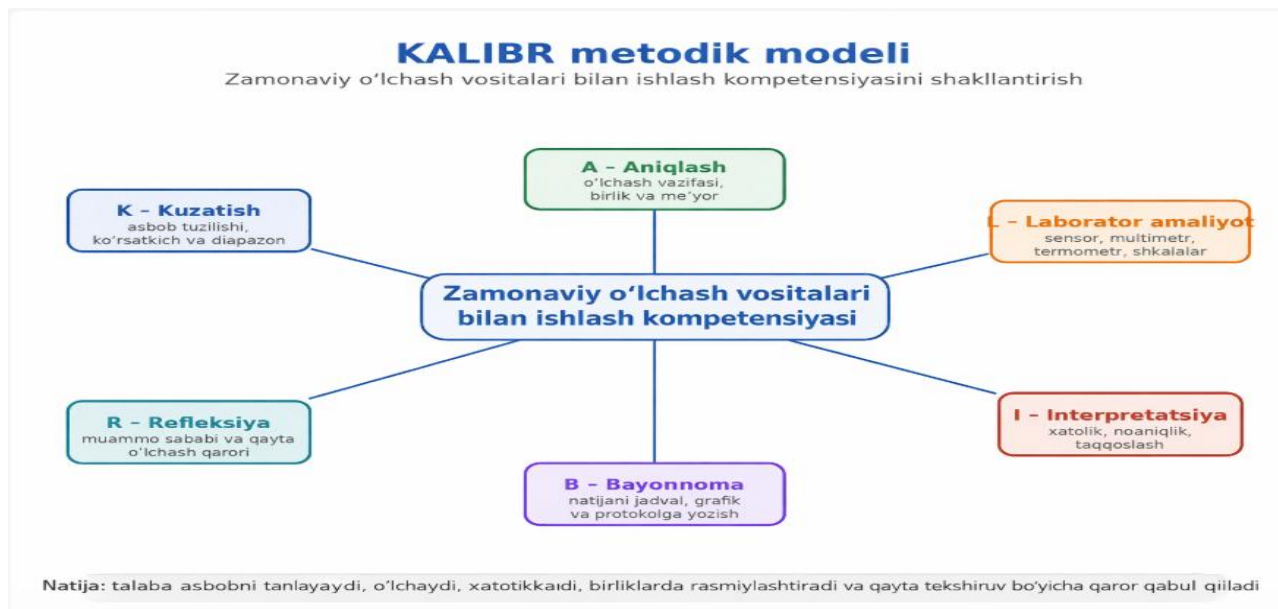 KALIBR metodik modeli
Zamonaviy o‘lchash vositalari bilan ishlash kompetensiyasini shakllantirish
A – Aniqlash
o‘lchash vazifasi,
birlik va me’yor
K – Kuzatish
asbob tuzilishi,
ko‘rsatkich va diapazon
L – Laborator amaliyot
sensor, multimetr,
termometr, shkalalar
Zamonaviy o‘lchash vositalari
bilan ishlash kompetensiyasi
R – Refleksiya
muammo sababi va qayta
o‘lchash qarori
I – Interpretatsiya
xatolik, noaniqlik,
taqqoslash
B – Bayonnoma
natijani jadval, grafik
va protokolga yozish
Natija: talaba asbobni tanlayaydi, o‘lchaydi, xatotikkaıdi, birliklarda rasmiylashtiradi va qayta tekshiruv bo‘yicha qaror qabul qiiladi